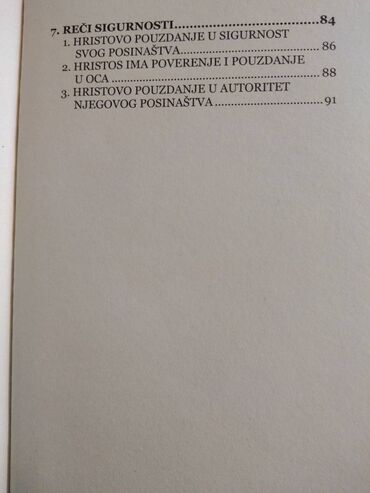 7. REČI SIGURNOSTI.......................................84
1. HRISTOVO POUZDANJE U SIGURNOST
SVOG POSINAŠTVA.......................................86
2. HRISTOS IMA POVERENJE I POUZDANJE
U OCA.......................................................88
3. HRISTOVO POUZDANJE U AUTORITET
NJEGOVOG POSINAŠTVA..............................91